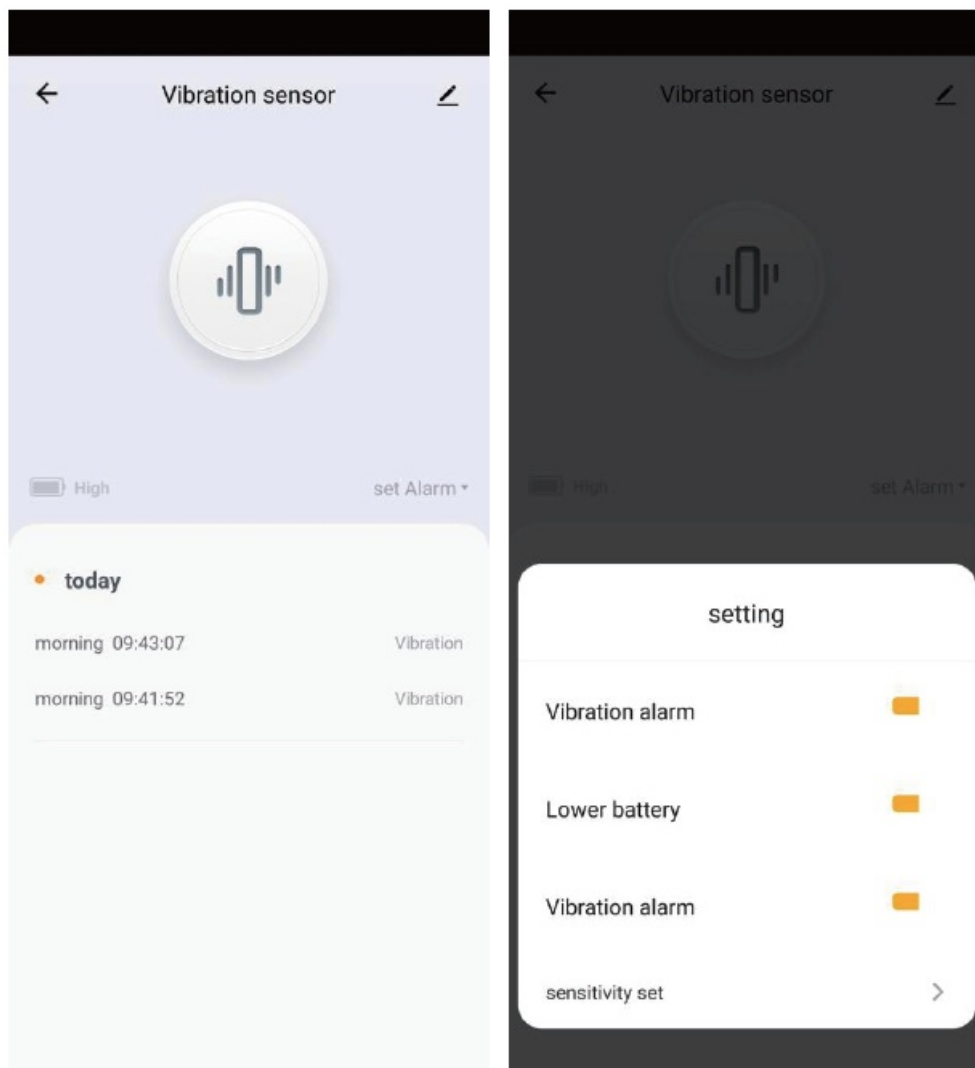 Vibration sensor
High
set Alarm
today
morning 09:43:07 Vibration
morning 09:41:52 Vibration
Vibration sensor
High
set Alarm
setting
Vibration alarm
Lower battery
Vibration alarm
sensitivity set